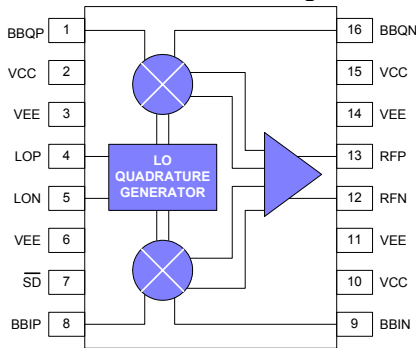 BBQP 1 16 BBQN
VCC 2 15 VCC
VEE 3 14 VEE
LOP 4 13 RFP
LON 5 12 RFN
VEE 6 11 VEE
SD 7 10 VCC
BBIP 8 9 BBIN
LO
QUADRATURE
GENERATOR